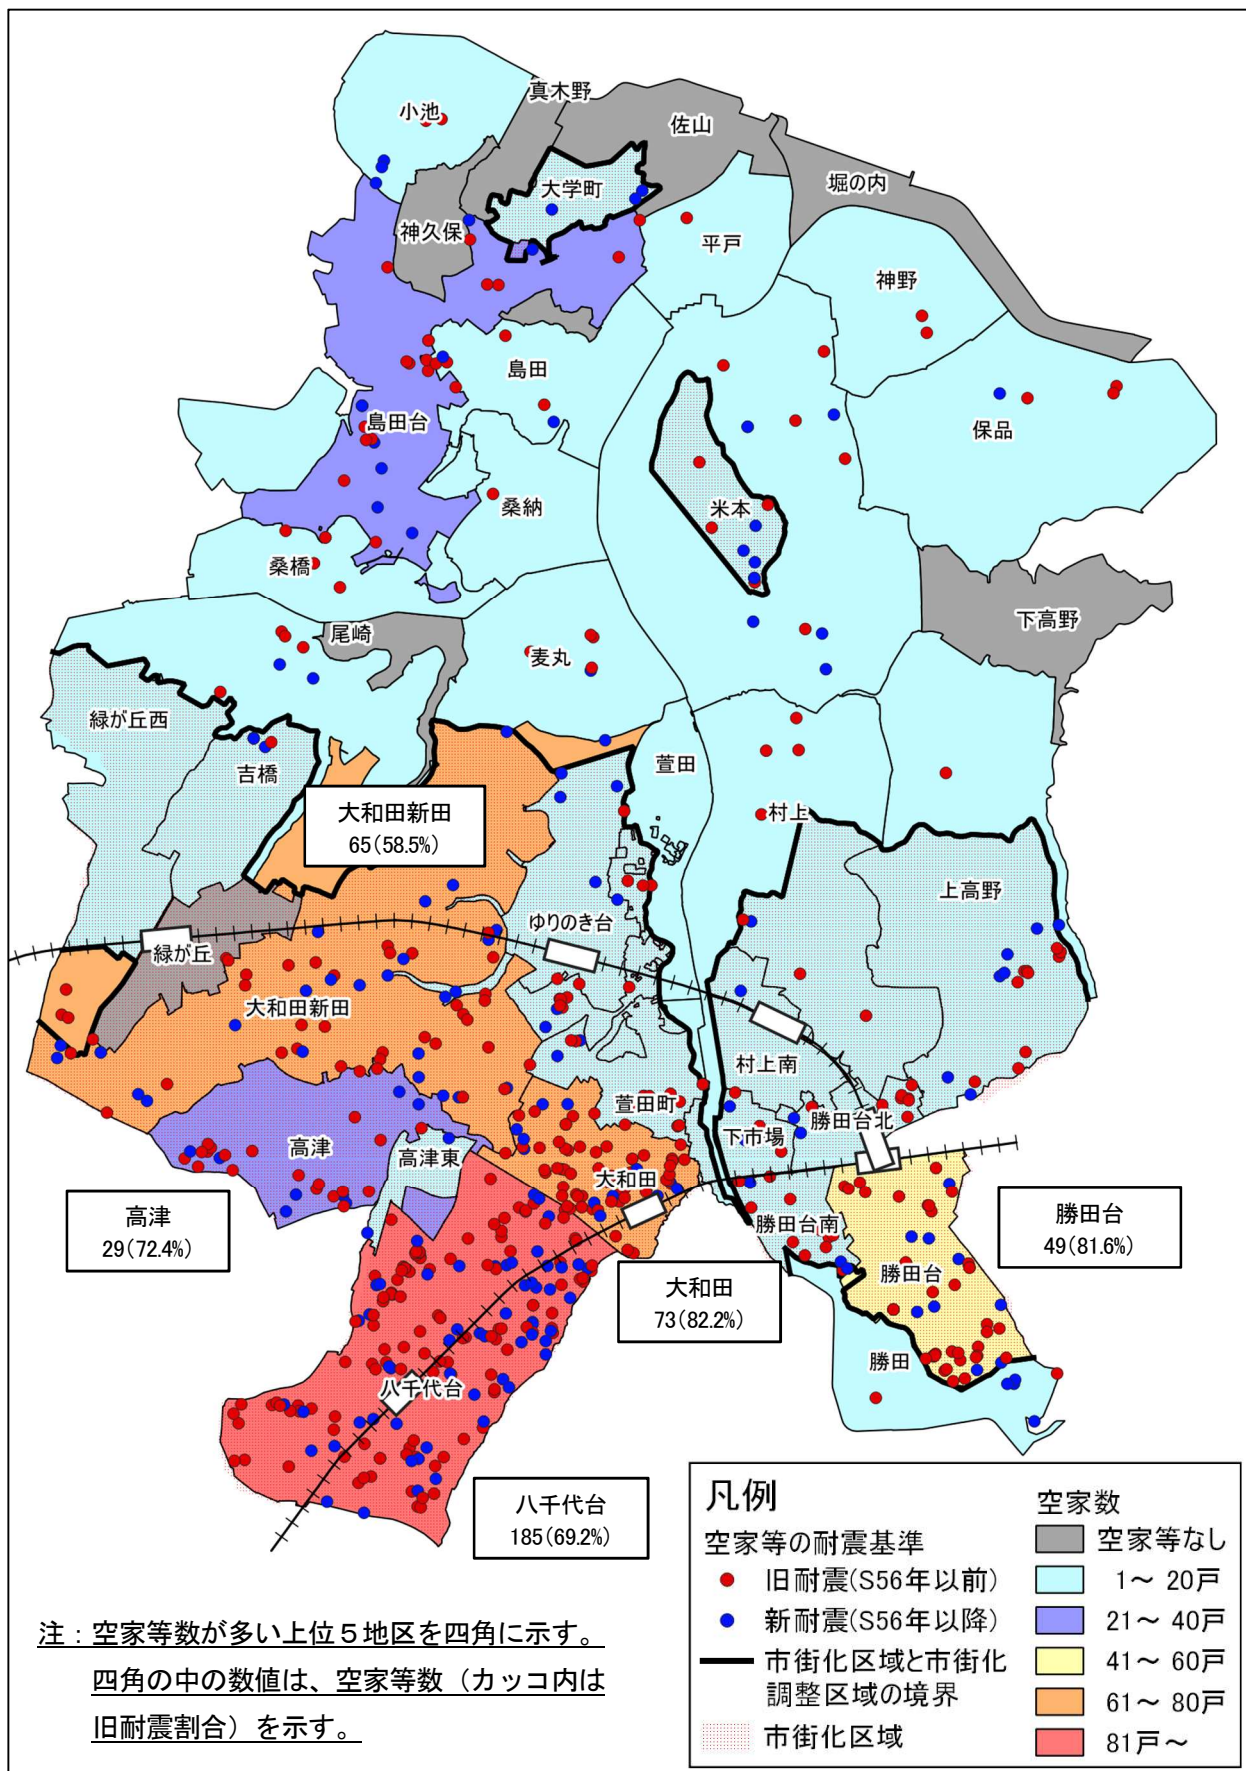 小池
真木野
佐山
堀の内
大学町
神久保
平戸
神野
島田
島田台
保品
桑納
米本
桑橋
下高野
尾崎
麦丸
緑が丘西
吉橋
萱田
村上
大和田新田
65(58.5%)
上高野
ゆりのき台
緑が丘
大和田新田
村上南
萱田町
勝田台北
下市場
高津
高津東
大和田
高津
29(72.4%)
勝田台
49(81.6%)
勝田台南
大和田
73(82.2%)
勝田台
勝田
八千代台
八千代台
185(69.2%)
凡例
空家等の耐震基準
旧耐震(S56年以前)
新耐震(S56年以降)
市街化区域と市街化
調整区域の境界
市街化区域
空家数
空家等なし
1～ 20戸
21～ 40戸
41～ 60戸
61～ 80戸
81戸～
注：空家等数が多い上位５地区を四角に示す。
四角の中の数値は、空家等数（カッコ内は
旧耐震割合）を示す。